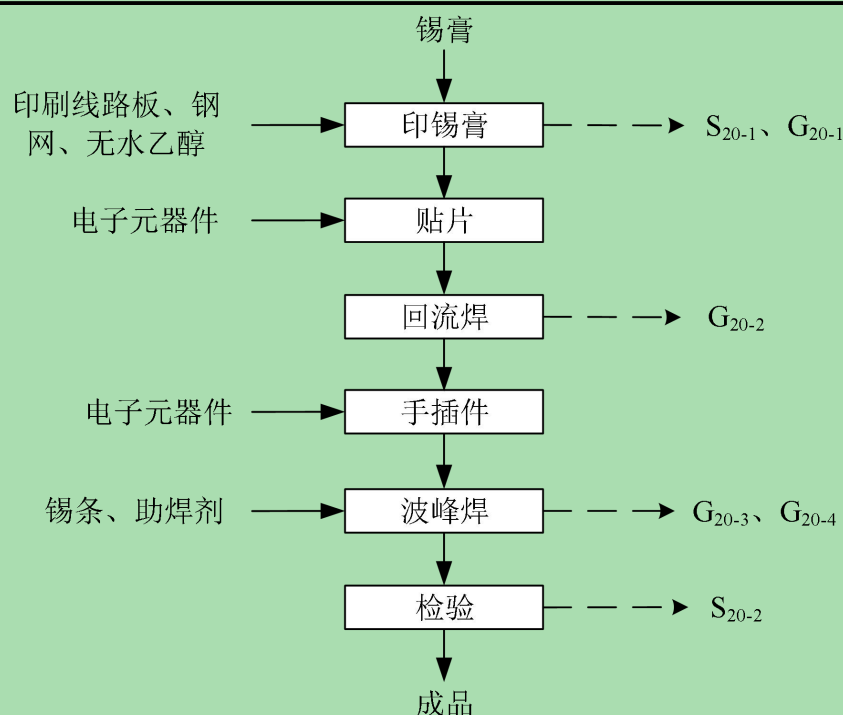 锡膏
印刷线路板、钢
网、无水乙醇
印锡膏
S20-1、G20-1
电子元器件
贴片
回流焊
G20-2
电子元器件
手插件
锡条、助焊剂
波峰焊
G20-3、G20-4
检验
S20-2
成品